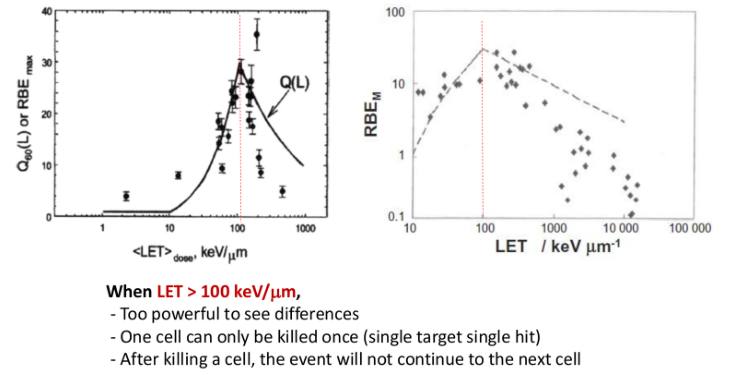 40
30
20
10
0
Q₆₀(L) or RBE max
Q(L)
1
10
100
1000
<LET> dose, keV/μm
100
10
1
0.1
RBE_M
10
100
1000
10 000
100 000
LET / keV μm⁻¹
When LET > 100 keV/μm,
- Too powerful to see differences
- One cell can only be killed once (single target single hit)
- After killing a cell, the event will not continue to the next cell